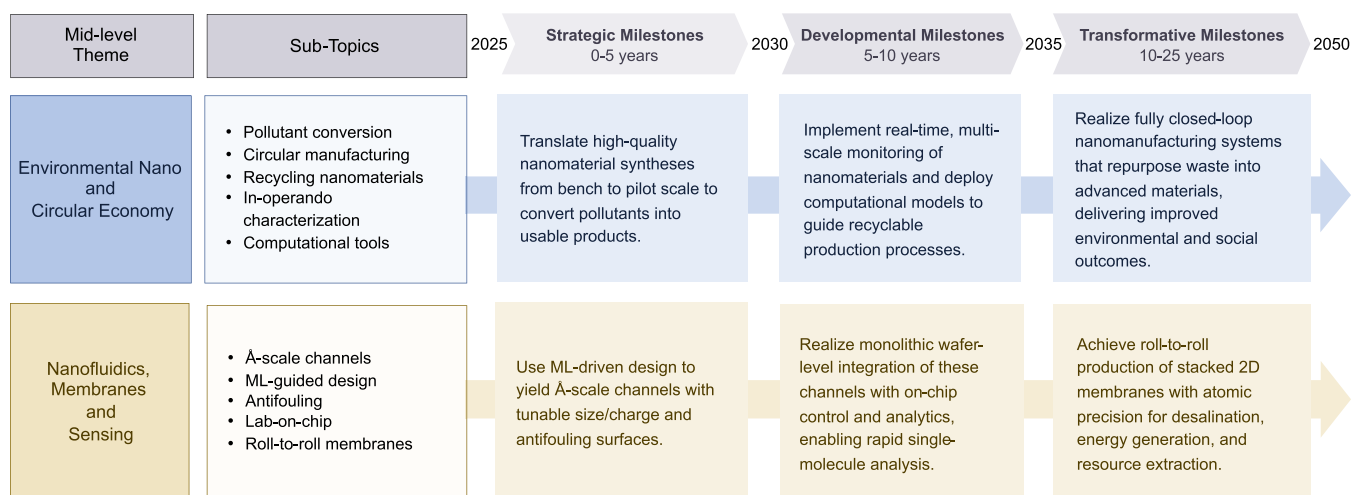 Mid-level
Theme
Sub-Topics
2025
Strategic Milestones
0-5 years
2030
Developmental Milestones
5-10 years
2035
Transformative Milestones
10-25 years
2050
Environmental Nano
and
Circular Economy
• Pollutant conversion
• Circular manufacturing
• Recycling nanomaterials
• In-operando
characterization
• Computational tools
Translate high-quality
nanomaterial syntheses
from bench to pilot scale to
convert pollutants into
usable products.
Implement real-time, multi-
scale monitoring of
nanomaterials and deploy
computational models to
guide recyclable
production processes.
Realize fully closed-loop
nanomanufacturing systems
that repurpose waste into
advanced materials,
delivering improved
environmental and social
outcomes.
Nanofluidics,
Membranes
and
Sensing
• Å-scale channels
• ML-guided design
• Antifouling
• Lab-on-chip
• Roll-to-roll membranes
Use ML-driven design to
yield Å-scale channels with
tunable size/charge and
antifouling surfaces.
Realize monolithic wafer-
level integration of these
channels with on-chip
control and analytics,
enabling rapid single-
molecule analysis.
Achieve roll-to-roll
production of stacked 2D
membranes with atomic
precision for desalination,
energy generation, and
resource extraction.